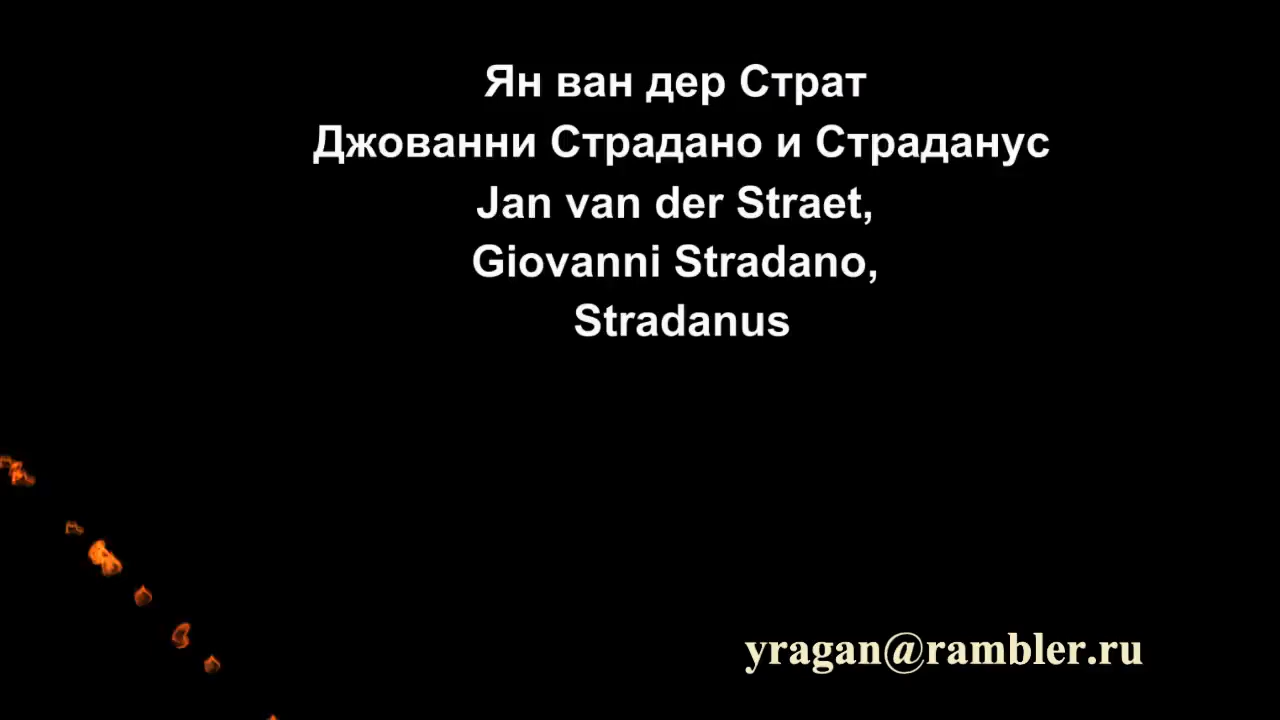 Ян ван дер Страт
Джованни Страдано и Страданус
Jan van der Straet,
Giovanni Stradano,
Stradanus
yragan@rambler.ru